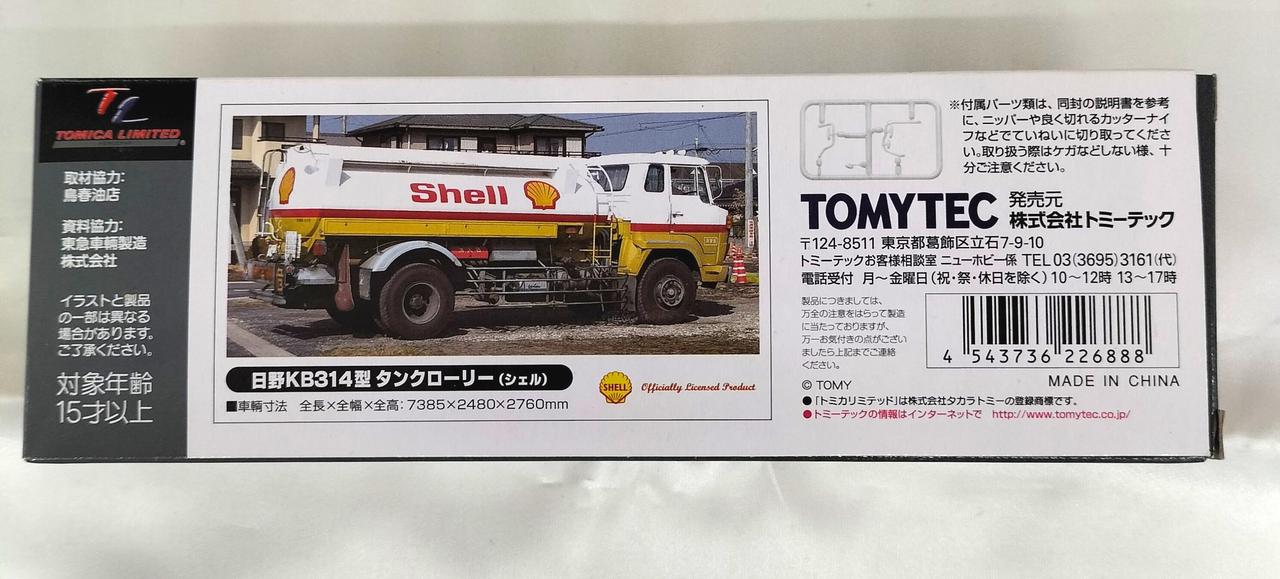 TOMICA LIMITED
取材協力:
鳥春油店
資料協力:
東急車輛製造
株式会社
イラストと製品
の一部は異なる
場合があります。
ご了承ください。
対象年齢
15才以上
Shell
日野KB314型 タンクローリー(シェル)
■車輌寸法 全長×全幅×全高: 7385×2480×2760mm
SHELL
Officially Licensed Product
※付属パーツ類は、同封の説明書を参考
に、ニッパーや良く切れるカッターナイ
フなどでていねいに切り取ってくださ
い。取り扱う際はケガなどしない様、十
分ご注意ください。
TOMYTEC 発売元
株式会社トミーテック
〒124-8511 東京都葛飾区立石7-9-10
トミーテックお客様相談室 ニューホビー係 TEL 03(3695)3161(代)
電話受付 月〜金曜日(祝・祭・休日を除く) 10〜12時 13〜17時
製品につきましては、
万全の注意をはらって製造
に当たっておりますが、
万一お気付きの点がござい
ましたら上記までご連絡
ください。
4 543736 226888
MADE IN CHINA
© TOMY
●「トミカリミテッド」は株式会社タカラトミーの登録商標です。
●トミーテックの情報はインターネットで http://www.tomytec.co.jp/